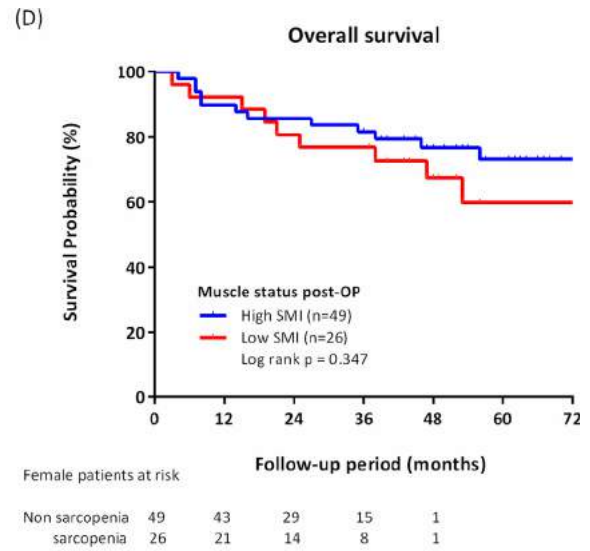 (D)
Overall survival
Survival Probability (%)
100
80
60
40
20
0
Muscle status post-OP
High SMI (n=49)
Low SMI (n=26)
Log rank p = 0.347
0 12 24 36 48 60 72
Follow-up period (months)
Female patients at risk
Non sarcopenia 49 43 29 15 1
sarcopenia 26 21 14 8 1